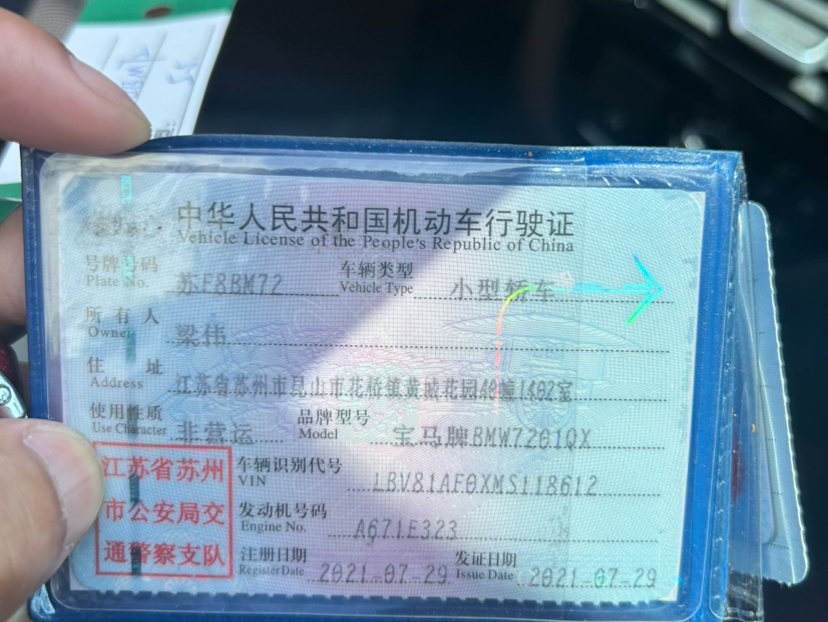 中华人民共和国机动车行驶证
Vehicle License of the People's Republic of China
号牌号码 苏F8BM72 车辆类型 小型轿车
Plate No. Vehicle Type
所有人 梁伟
Owner
住址 江苏省苏州市昆山市花桥镇黄城花园48幢1402室
Address
使用性质 非营运 品牌型号 宝马牌BMW7201QX
Use Character Model
江苏省苏州
市公安局交
通警察支队
车辆识别代号 LBV81AF0XMS118612
VIN
发动机号码 A671E323
Engine No.
注册日期 2021-07-29 发证日期 2021-07-29
Register Date Issue Date